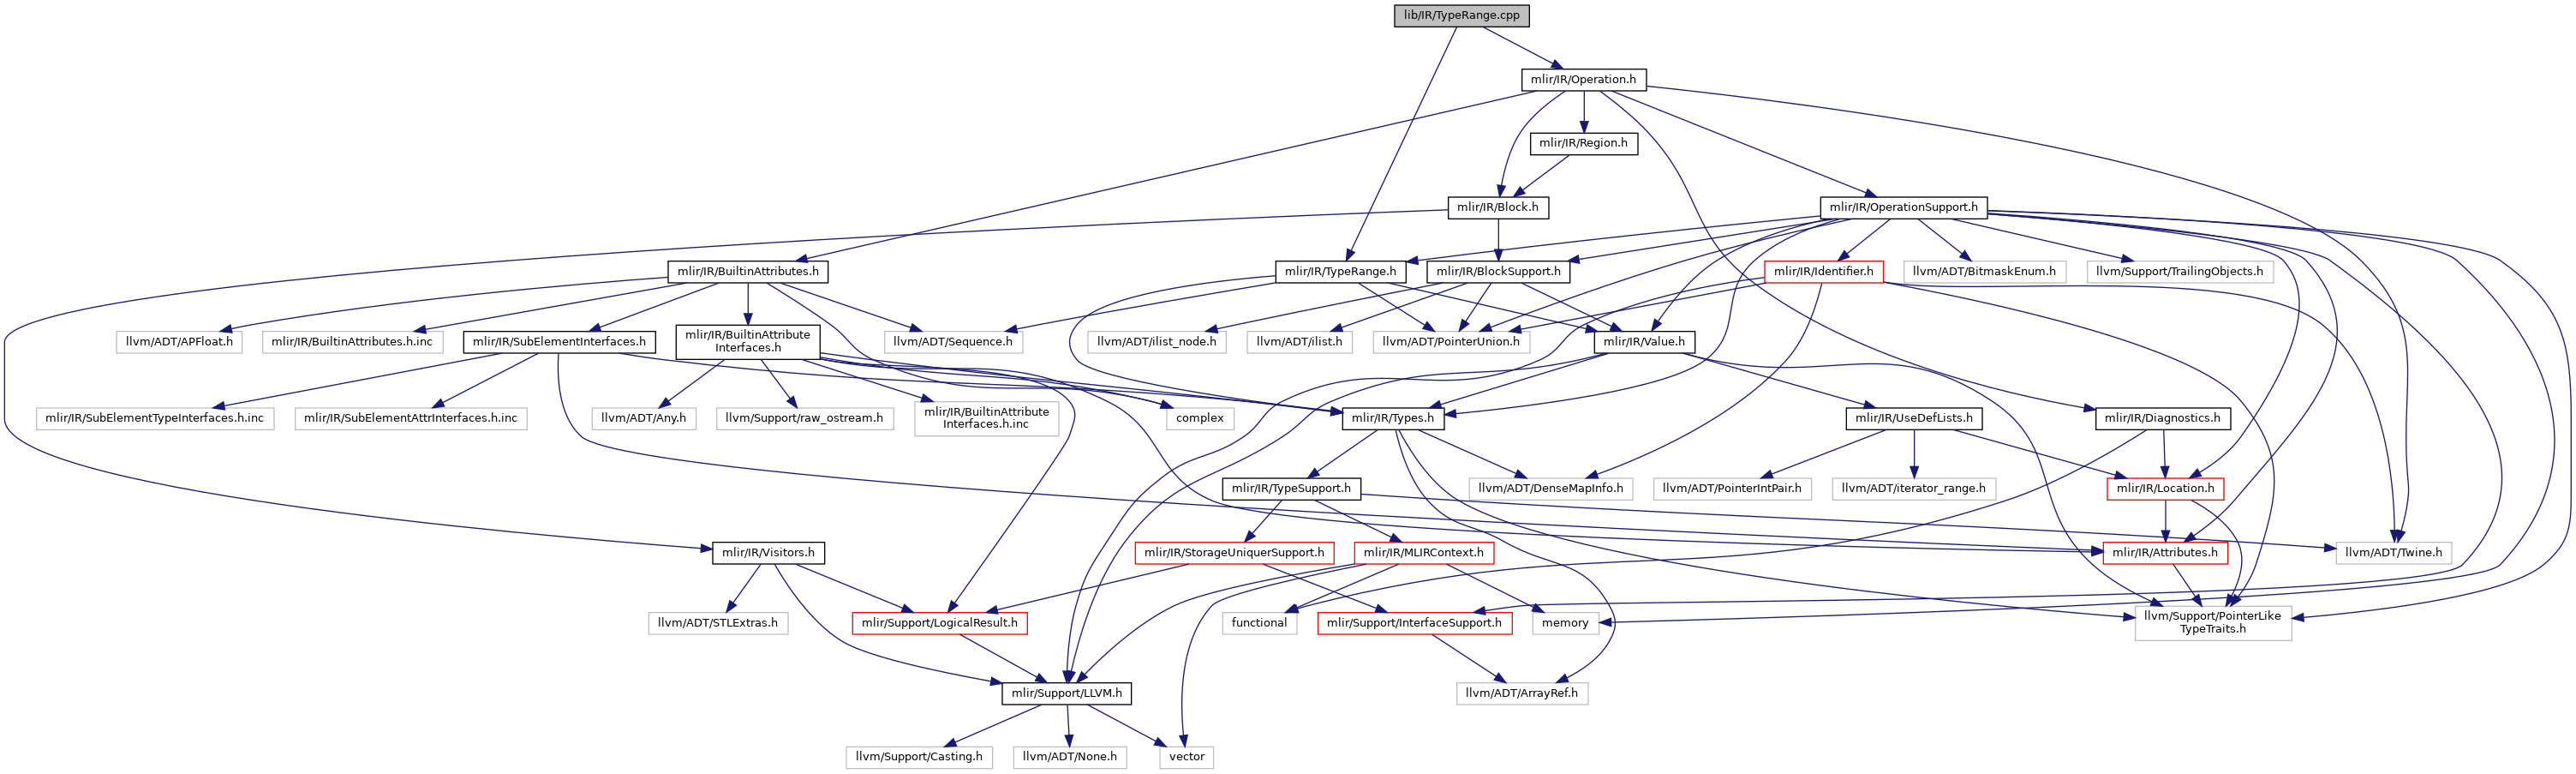 lib/IR/TypeRange.cpp
mlir/IR/Operation.h
mlir/IR/Region.h
mlir/IR/Block.h
mlir/IR/OperationSupport.h
mlir/IR/BuiltinAttributes.h
mlir/IR/TypeRange.h
mlir/IR/BlockSupport.h
mlir/IR/Identifier.h
llvm/ADT/BitmaskEnum.h
llvm/Support/TrailingObjects.h
llvm/ADT/APFloat.h
mlir/IR/BuiltinAttributes.h.inc
mlir/IR/SubElementInterfaces.h
mlir/IR/BuiltinAttribute
Interfaces.h
llvm/ADT/Sequence.h
llvm/ADT/ilist_node.h
llvm/ADT/ilist.h
llvm/ADT/PointerUnion.h
mlir/IR/Value.h
mlir/IR/SubElementTypeInterfaces.h.inc
mlir/IR/SubElementAttrInterfaces.h.inc
llvm/ADT/Any.h
llvm/Support/raw_ostream.h
mlir/IR/BuiltinAttribute
Interfaces.h.inc
complex
mlir/IR/Types.h
mlir/IR/UseDefLists.h
mlir/IR/Diagnostics.h
mlir/IR/TypeSupport.h
llvm/ADT/DenseMapInfo.h
llvm/ADT/PointerIntPair.h
llvm/ADT/iterator_range.h
mlir/IR/Location.h
mlir/IR/Visitors.h
mlir/IR/StorageUniquerSupport.h
mlir/IR/MLIRContext.h
mlir/IR/Attributes.h
llvm/ADT/Twine.h
llvm/ADT/STLExtras.h
mlir/Support/LogicalResult.h
functional
mlir/Support/InterfaceSupport.h
memory
llvm/Support/PointerLike
TypeTraits.h
mlir/Support/LLVM.h
llvm/ADT/ArrayRef.h
llvm/Support/Casting.h
llvm/ADT/None.h
vector